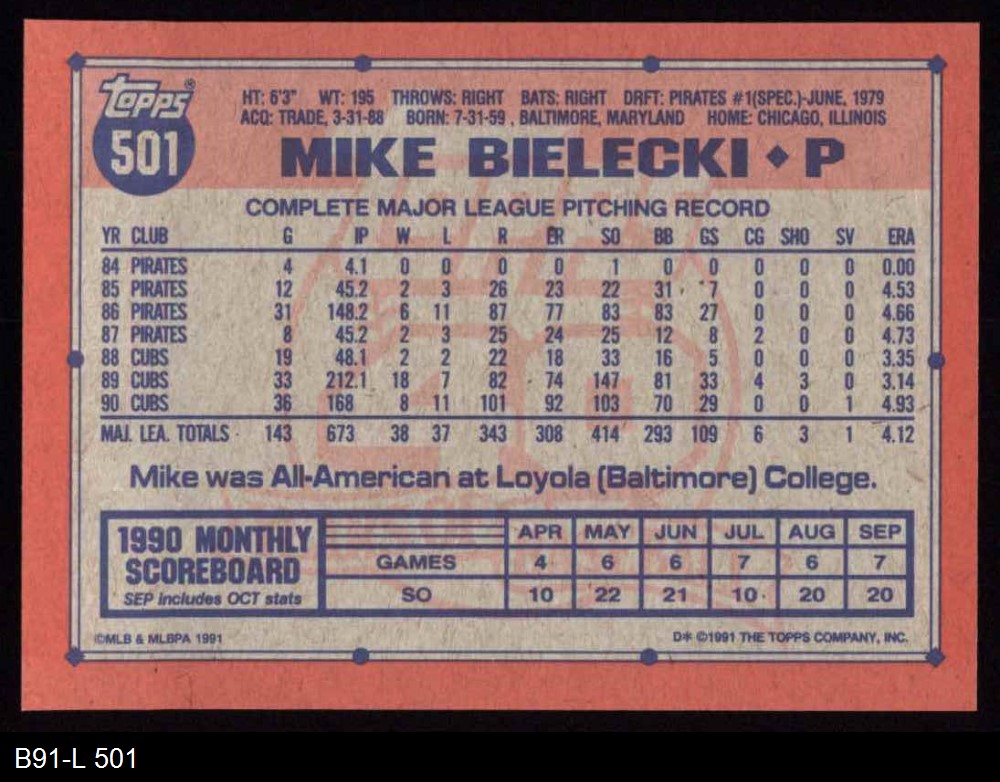 topps®
501
HT: 6'3" WT: 195 THROWS: RIGHT BATS: RIGHT DRFT: PIRATES #1(SPEC.)-JUNE, 1979
ACQ: TRADE, 3-31-88 BORN: 7-31-59, BALTIMORE, MARYLAND HOME: CHICAGO, ILLINOIS
MIKE BIELECKI ◆ P
COMPLETE MAJOR LEAGUE PITCHING RECORD
YR CLUB G IP W L R ER SO BB GS CG SHO SV ERA
84 PIRATES 4 4.1 0 0 0 0 1 0 0 0 0 0 0.00
85 PIRATES 12 45.2 2 3 26 23 22 31 7 0 0 0 4.53
86 PIRATES 31 148.2 6 11 87 77 83 83 27 0 0 0 4.66
87 PIRATES 8 45.2 2 3 25 24 25 12 8 2 0 0 4.73
88 CUBS 19 48.1 2 2 22 18 33 16 5 0 0 0 3.35
89 CUBS 33 212.1 18 7 82 74 147 81 33 4 3 0 3.14
90 CUBS 36 168 8 11 101 92 103 70 29 0 0 1 4.93
MAJ. LEA. TOTALS 143 673 38 37 343 308 414 293 109 6 3 1 4.12
Mike was All-American at Loyola (Baltimore) College.
1990 MONTHLY
SCOREBOARD
SEP includes OCT stats
APR MAY JUN JUL AUG SEP
GAMES 4 6 6 7 6 7
SO 10 22 21 10 20 20
©MLB & MLBPA 1991
D* ©1991 THE TOPPS COMPANY, INC.
B91-L 501